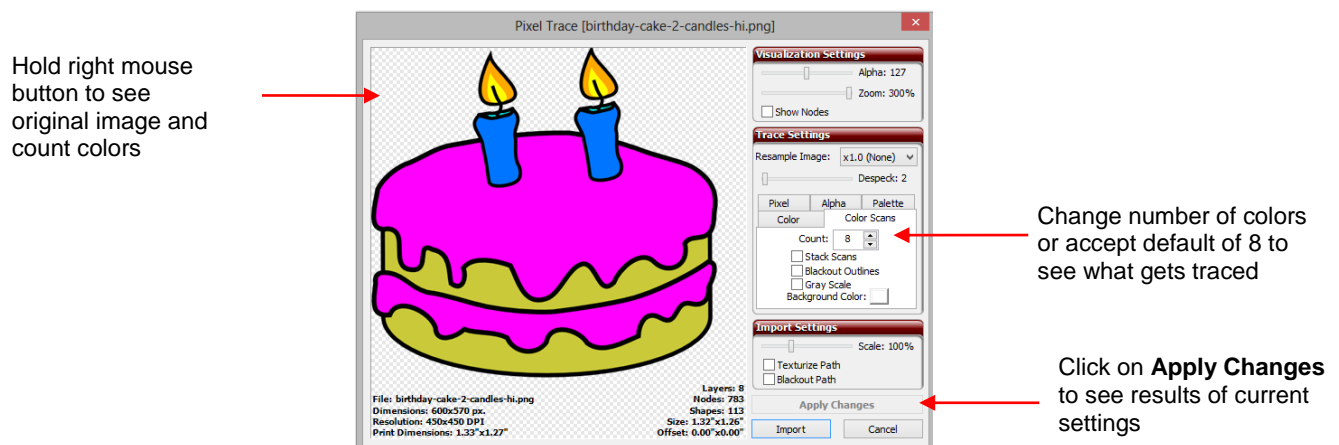 Hold right mouse
button to see
original image and
count colors
Pixel Trace [birthday-cake-2-candles-hi.png]
x
Visualization Settings
Alpha: 127
Zoom: 300%
Show Nodes
Trace Settings
Resample Image: x1.0 (None)
Despeck: 2
Pixel Alpha Palette
Color Color Scans
Count: 8
Stack Scans
Blackout Outlines
Gray Scale
Background Color:
Import Settings
Scale: 100%
Texturize Path
Blackout Path
Apply Changes
Import Cancel
File: birthday-cake-2-candles-hi.png
Dimensions: 600x570 px.
Resolution: 450x450 DPI
Print Dimensions: 1.33"x1.27"
Layers: 8
Nodes: 783
Shapes: 113
Size: 1.32"x1.26"
Offset: 0.00"x0.00"
Change number of colors
or accept default of 8 to
see what gets traced
Click on Apply Changes
to see results of current
settings